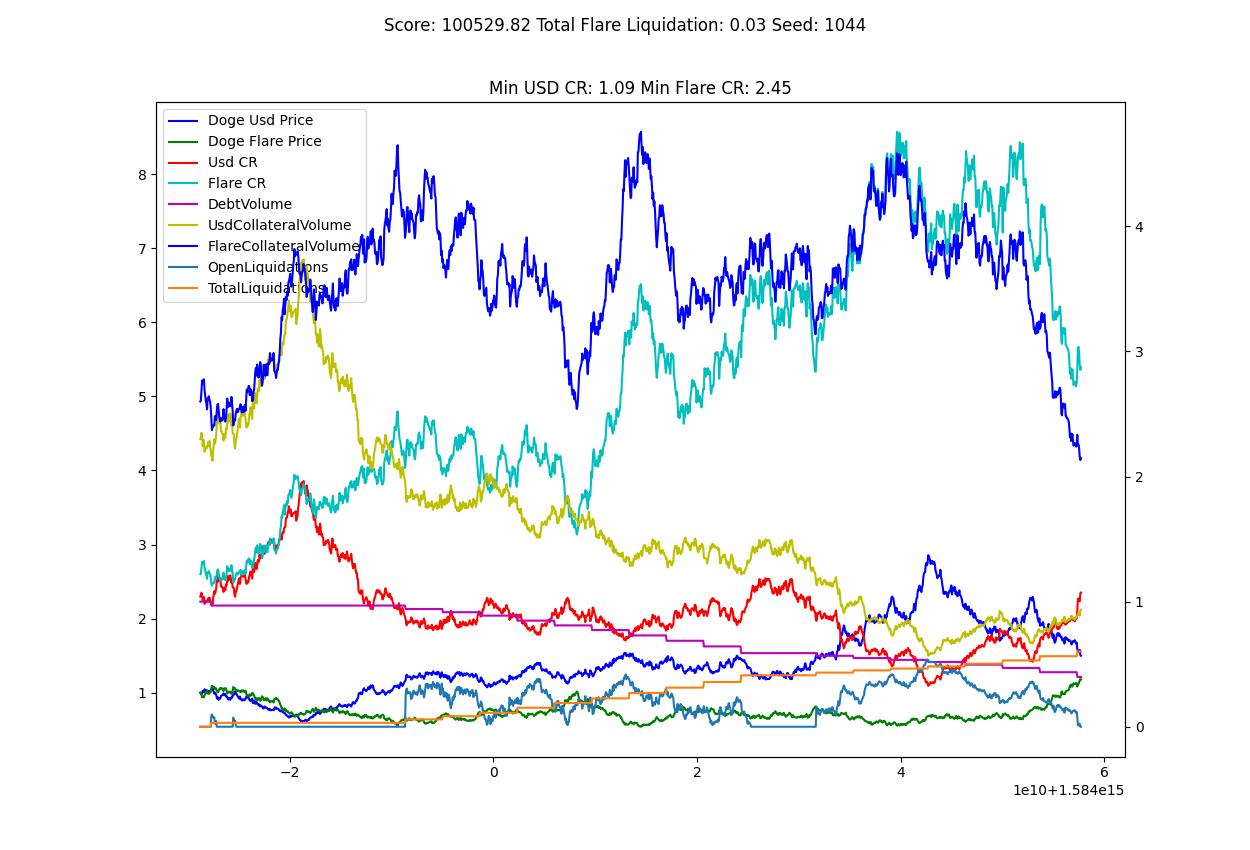 Score: 100529.82 Total Flare Liquidation: 0.03 Seed: 1044
Min USD CR: 1.09 Min Flare CR: 2.45
Doge Usd Price
Doge Flare Price
Usd CR
Flare CR
DebtVolume
UsdCollateralVolume
FlareCollateralVolume
OpenLiquidations
TotalLiquidations
8
7
6
5
4
3
2
1
4
3
2
1
0
−2
0
2
4
6
1e10+1.584e15